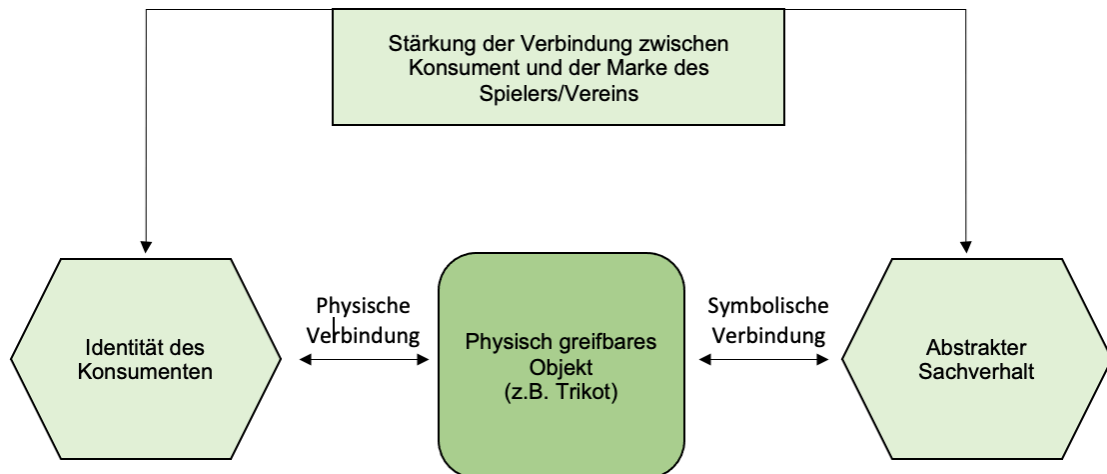 Stärkung der Verbindung zwischen
Konsument und der Marke des
Spielers/Vereins
Physische
Verbindung
Symbolische
Verbindung
Identität des
Konsumenten
Physisch greifbares
Objekt
(z.B. Trikot)
Abstrakter
Sachverhalt